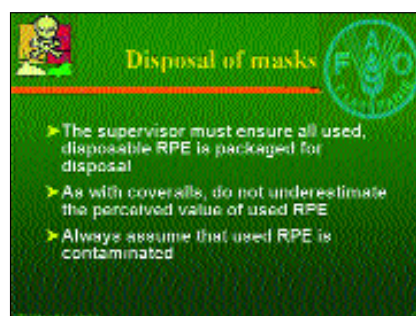 Disposal of masks
F A O
The supervisor must ensure all used,
disposable RPE is packaged for
disposal
As with coveralls, do not underestimate
the perceived value of used RPE
Always assume that used RPE is
contaminated